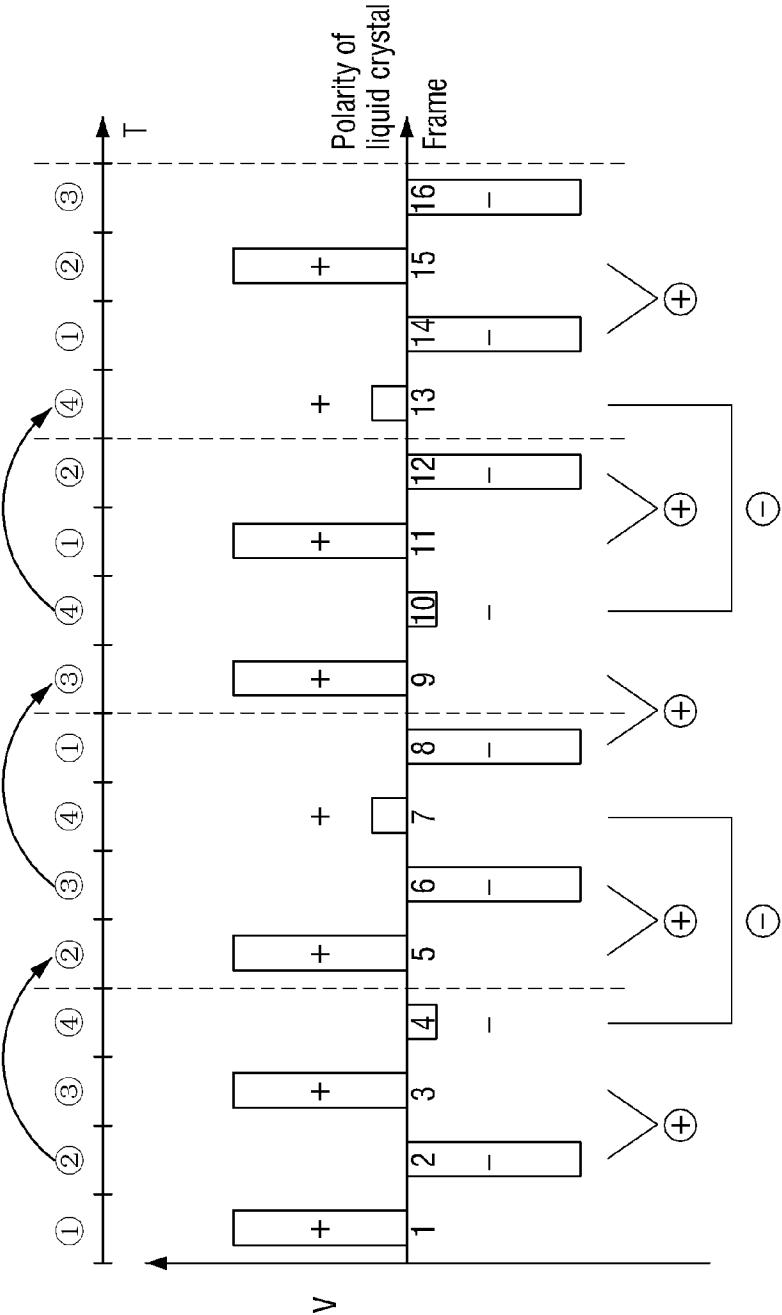 ① ② ③ ④ ② ③ ④ ① ③ ④ ① ② ④ ① ② ③
T
V
+ + + + + + + +
Polarity of
liquid crystal
1 2 3 4 5 6 7 8 9 10 11 12 13 14 15 16
Frame
− − − − − − − −
⊕ ⊕ ⊕ ⊕ ⊕
⊖ ⊖